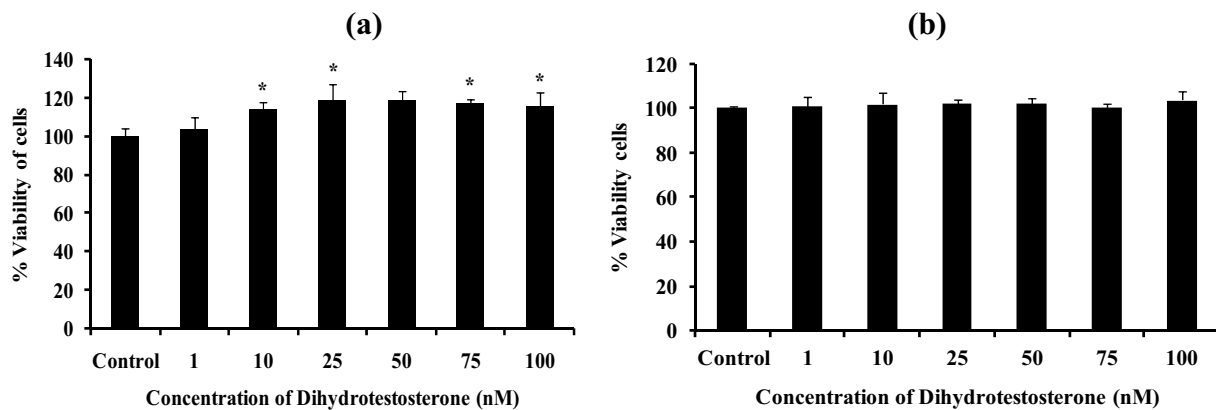 (a)
% Viability of cells
140
120
100
80
60
40
20
0
* * * *
Control 1 10 25 50 75 100
Concentration of Dihydrotestosterone (nM)
(b)
% Viability cells
120
100
80
60
40
20
0
Control 1 10 25 50 75 100
Concentration of Dihydrotestosterone (nM)